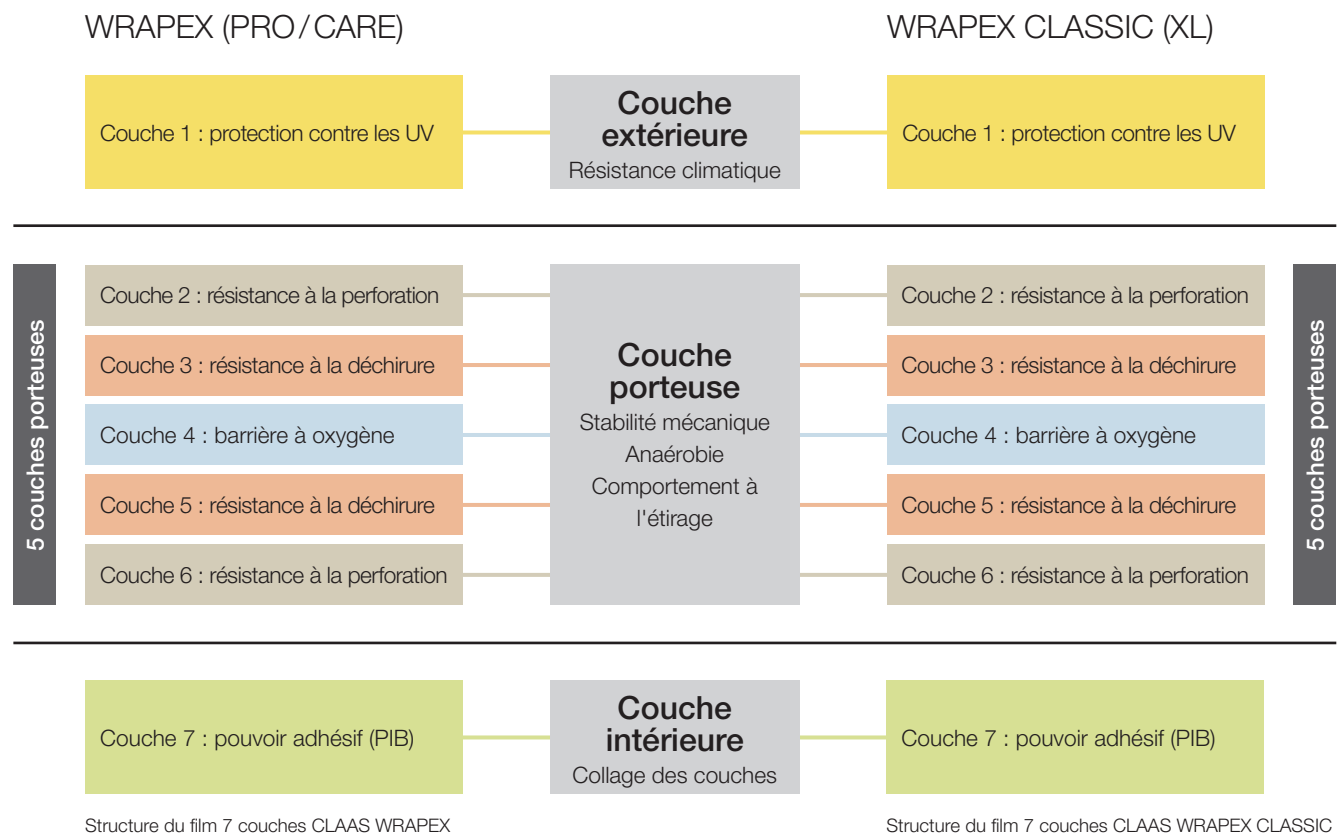 WRAPEX (PRO/CARE)
WRAPEX CLASSIC (XL)
Couche 1 : protection contre les UV
Couche
extérieure
Résistance climatique
Couche 1 : protection contre les UV
5 couches porteuses
Couche 2 : résistance à la perforation
Couche 3 : résistance à la déchirure
Couche 4 : barrière à oxygène
Couche 5 : résistance à la déchirure
Couche 6 : résistance à la perforation
Couche
porteuse
Stabilité mécanique
Anaérobie
Comportement à
l'étirage
Couche 2 : résistance à la perforation
Couche 3 : résistance à la déchirure
Couche 4 : barrière à oxygène
Couche 5 : résistance à la déchirure
Couche 6 : résistance à la perforation
5 couches porteuses
Couche 7 : pouvoir adhésif (PIB)
Couche
intérieure
Collage des couches
Couche 7 : pouvoir adhésif (PIB)
Structure du film 7 couches CLAAS WRAPEX
Structure du film 7 couches CLAAS WRAPEX CLASSIC